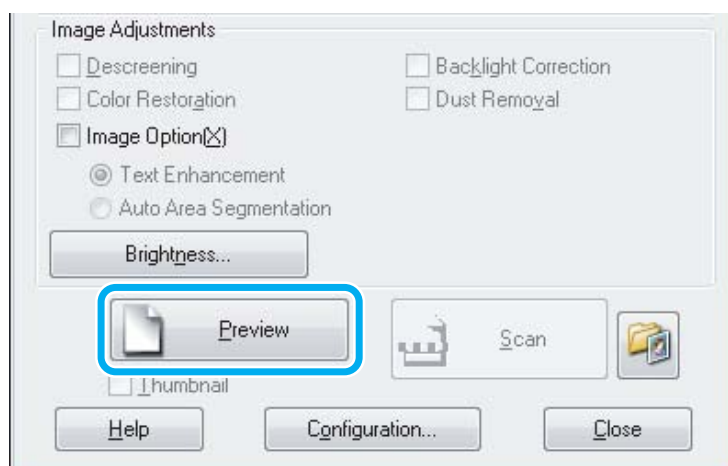 Image Adjustments
Descreening
Backlight Correction
Color Restoration
Dust Removal
Image Option(X)
Text Enhancement
Auto Area Segmentation
Brightness...
Preview
Scan
Thumbnail
Help
Configuration...
Close